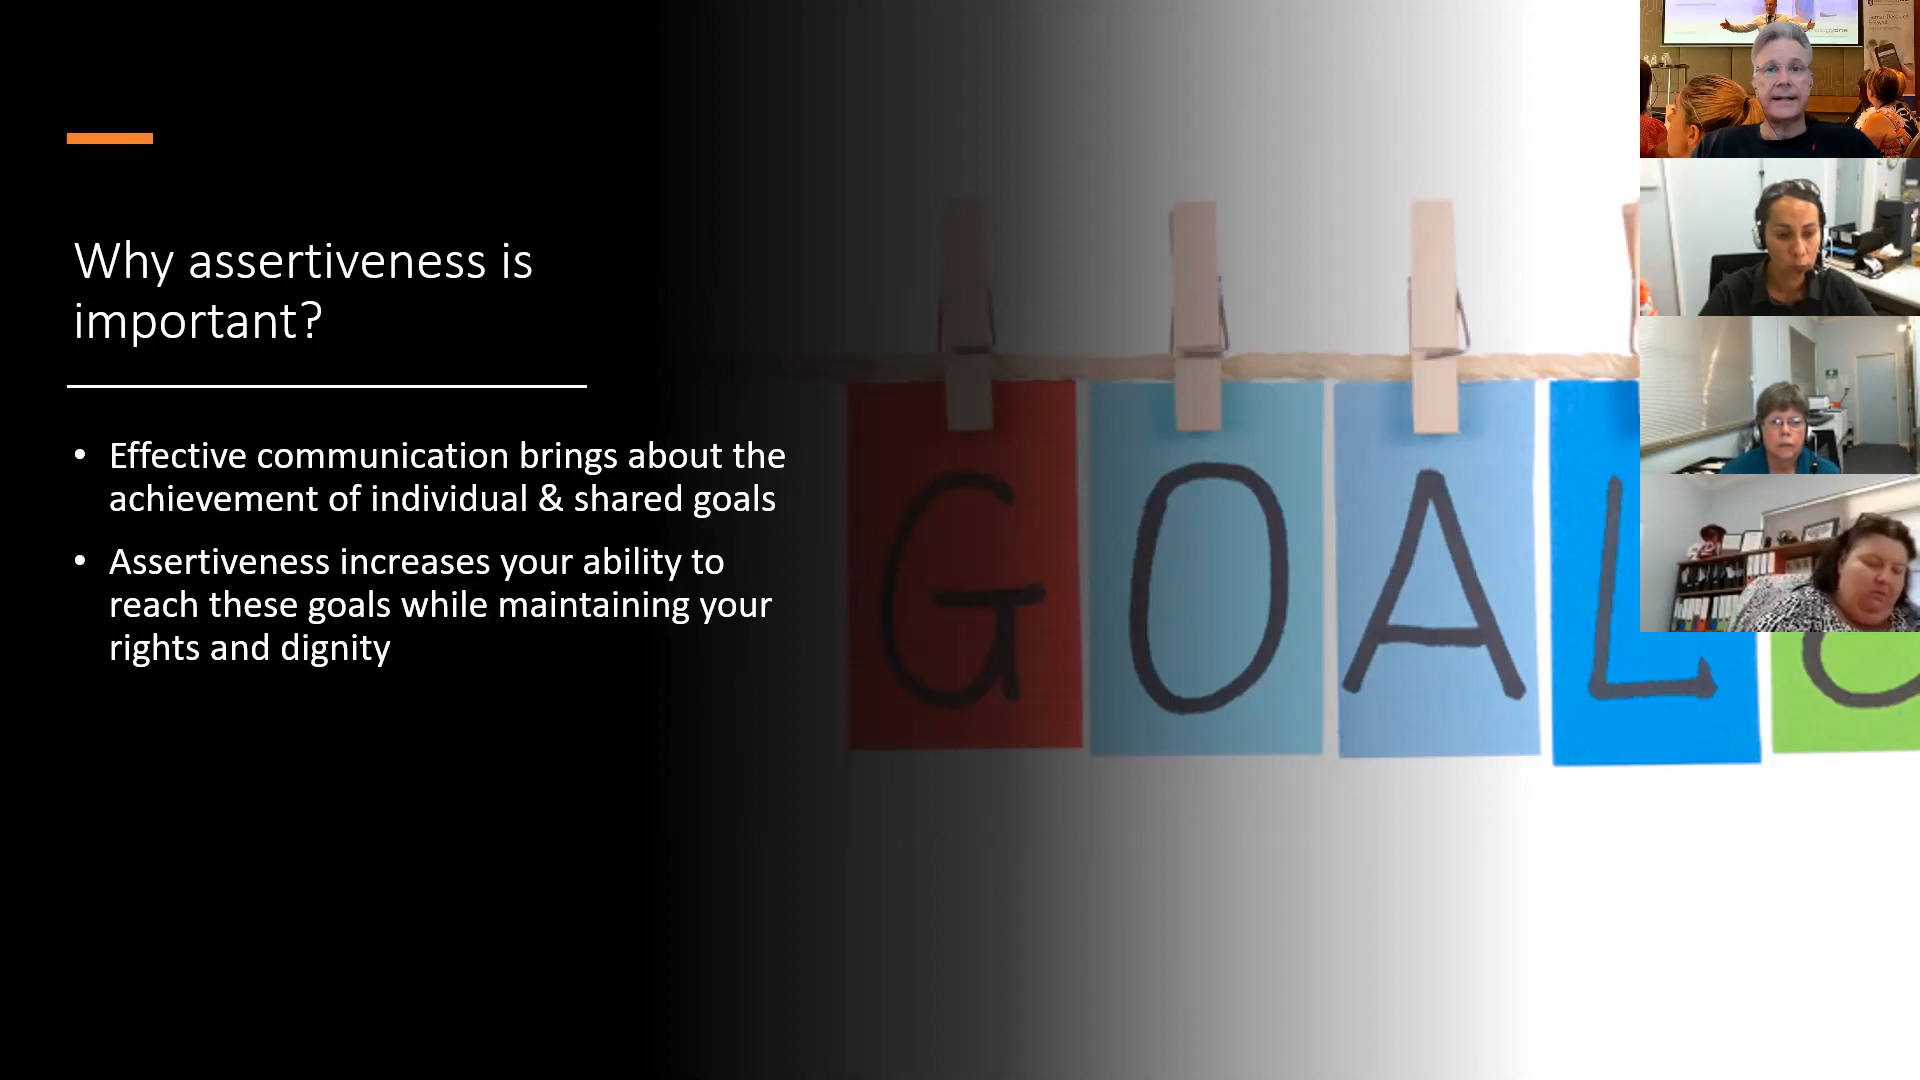 Why assertiveness is
important?
• Effective communication brings about the
achievement of individual & shared goals
• Assertiveness increases your ability to
reach these goals while maintaining your
rights and dignity
GOAL